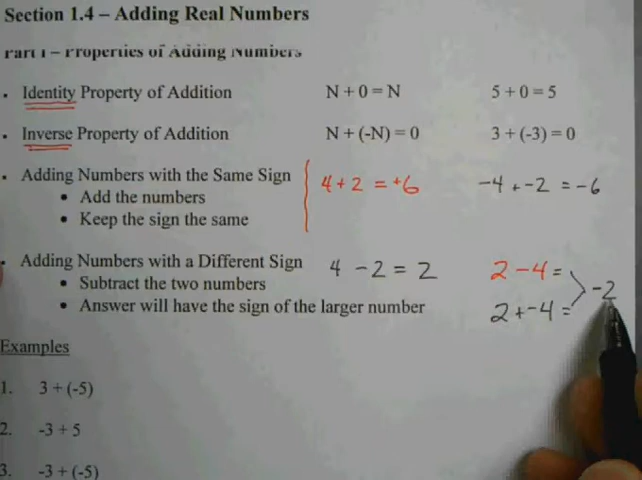 Section 1.4 – Adding Real Numbers
Part 1 – Properties of Adding Numbers
• Identity Property of Addition N + 0 = N 5 + 0 = 5
• Inverse Property of Addition N + (-N) = 0 3 + (-3) = 0
• Adding Numbers with the Same Sign 4 + 2 = +6 -4 + -2 = -6
• Add the numbers
• Keep the sign the same
• Adding Numbers with a Different Sign 4 - 2 = 2 2 - 4 =
• Subtract the two numbers -2
• Answer will have the sign of the larger number 2 + -4 =
Examples
1. 3 + (-5)
2. -3 + 5
3. -3 + (-5)